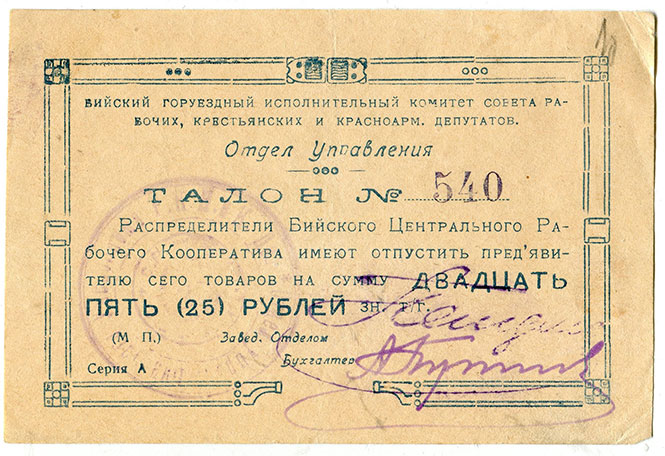 БИЙСКИЙ ГОРУЕЗДНЫЙ ИСПОЛНИТЕЛЬНЫЙ КОМИТЕТ СОВЕТА РА-
БОЧИХ, КРЕСТЬЯНСКИХ И КРАСНОАРМ. ДЕПУТАТОВ.
Отдел Управления
ТАЛОН № 540
РАСПРЕДЕЛИТЕЛИ БИЙСКОГО ЦЕНТРАЛЬНОГО РА-
БОЧЕГО КООПЕРАТИВА ИМЕЮТ ОТПУСТИТЬ ПРЕД'ЯВИ-
ТЕЛЮ СЕГО ТОВАРОВ НА СУММУ ДВАДЦАТЬ
ПЯТЬ (25) РУБЛЕЙ ЗН.
(М П.) Завед. Отделом
Бухгалтер
Серия А